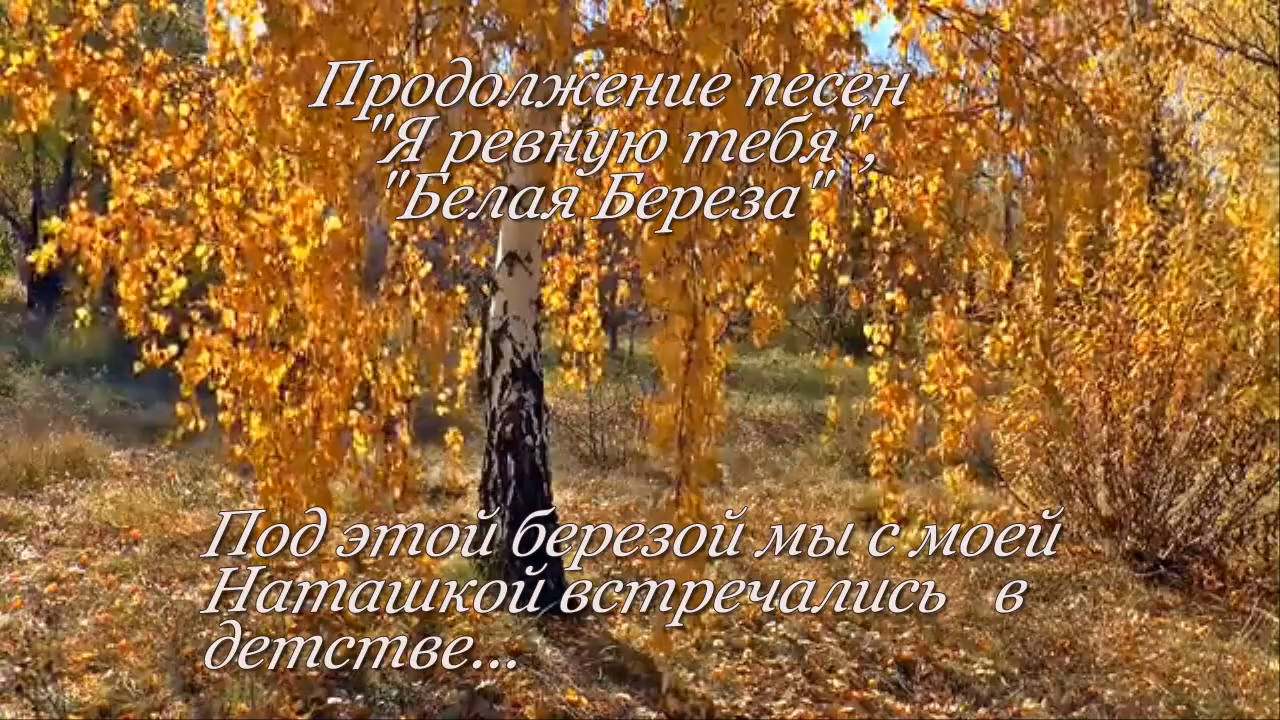 Продолжение песен
"Я ревную тебя",
"Белая Береза"
Под этой березой мы с моей
Наташкой встречались в
детстве...